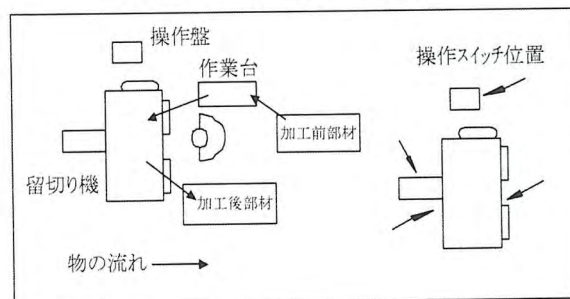 操作盤
作業台
加工前部材
留切り機
加工後部材
物の流れ
操作スイッチ位置